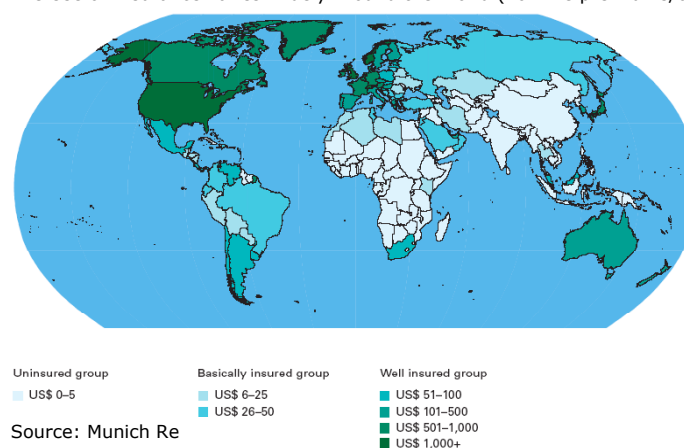 Uninsured group
US$ 0–5
Basically insured group
US$ 6–25
US$ 26–50
Well insured group
US$ 51–100
US$ 101–500
US$ 501–1,000
US$ 1,000+
Source: Munich Re